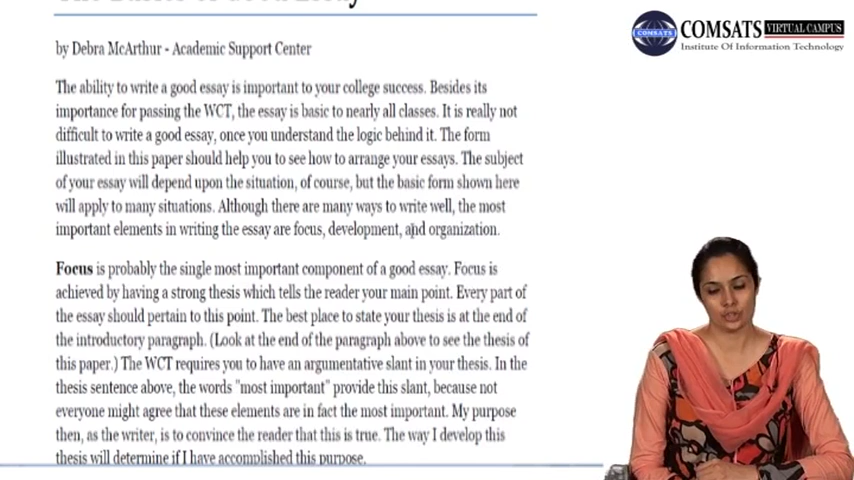 COMSATS VIRTUAL CAMPUS
COMSATS
Institute Of Information Technology
by Debra McArthur - Academic Support Center
The ability to write a good essay is important to your college success. Besides its
importance for passing the WCT, the essay is basic to nearly all classes. It is really not
difficult to write a good essay, once you understand the logic behind it. The form
illustrated in this paper should help you to see how to arrange your essays. The subject
of your essay will depend upon the situation, of course, but the basic form shown here
will apply to many situations. Although there are many ways to write well, the most
important elements in writing the essay are focus, development, and organization.
Focus is probably the single most important component of a good essay. Focus is
achieved by having a strong thesis which tells the reader your main point. Every part of
the essay should pertain to this point. The best place to state your thesis is at the end of
the introductory paragraph. (Look at the end of the paragraph above to see the thesis of
this paper.) The WCT requires you to have an argumentative slant in your thesis. In the
thesis sentence above, the words "most important" provide this slant, because not
everyone might agree that these elements are in fact the most important. My purpose
then, as the writer, is to convince the reader that this is true. The way I develop this
thesis will determine if I have accomplished this purpose.